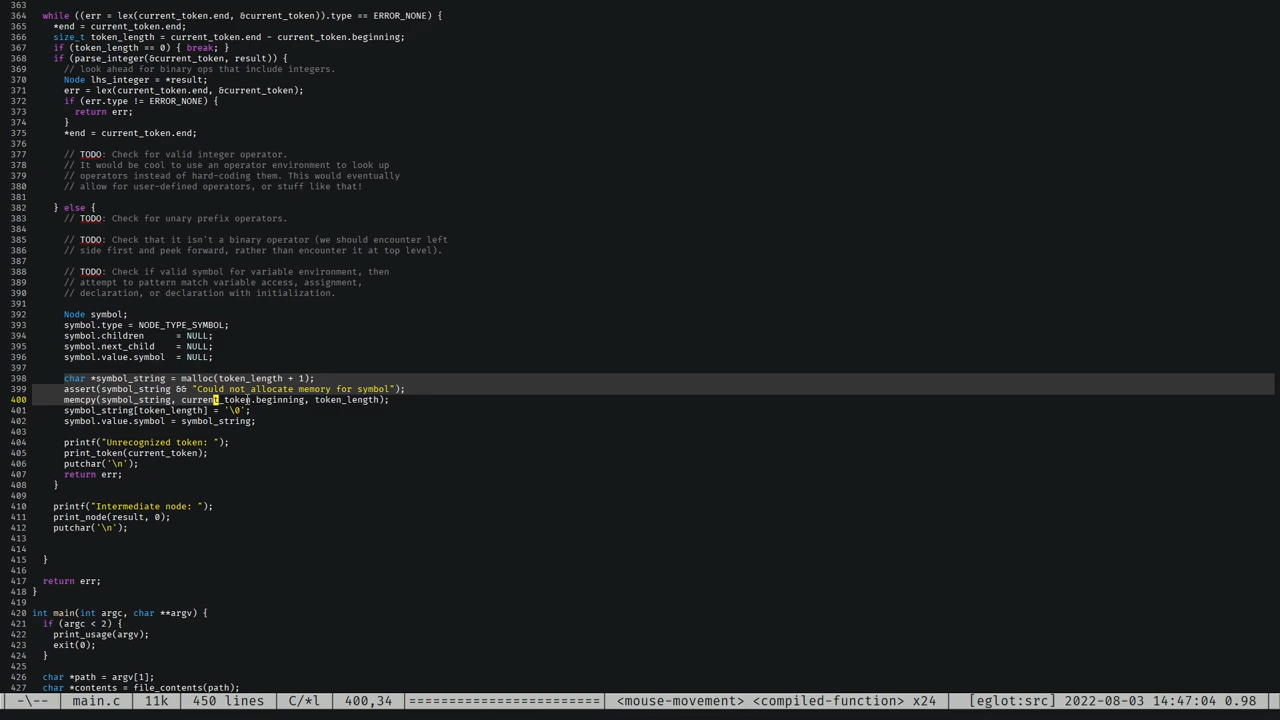 363
364 while ((err = lex(current_token.end, &current_token)).type == ERROR_NONE) {
365 *end = current_token.end;
366 size_t token_length = current_token.end - current_token.beginning;
367 if (token_length == 0) { break; }
368 if (parse_integer(&current_token, result)) {
369 // look ahead for binary ops that include integers.
370 Node lhs_integer = *result;
371 err = lex(current_token.end, &current_token);
372 if (err.type != ERROR_NONE) {
373 return err;
374 }
375 *end = current_token.end;
376
377 // TODO: Check for valid integer operator.
378 // It would be cool to use an operator environment to look up
379 // operators instead of hard-coding them. This would eventually
380 // allow for user-defined operators, or stuff like that!
381
382 } else {
383 // TODO: Check for unary prefix operators.
384
385 // TODO: Check that it isn't a binary operator (we should encounter left
386 // side first and peek forward, rather than encounter it at top level).
387
388 // TODO: Check if valid symbol for variable environment, then
389 // attempt to pattern match variable access, assignment,
390 // declaration, or declaration with initialization.
391
392 Node symbol;
393 symbol.type = NODE_TYPE_SYMBOL;
394 symbol.children = NULL;
395 symbol.next_child = NULL;
396 symbol.value.symbol = NULL;
397
398 char *symbol_string = malloc(token_length + 1);
399 assert(symbol_string && "Could not allocate memory for symbol");
400 memcpy(symbol_string, current_token.beginning, token_length);
401 symbol_string[token_length] = '\0';
402 symbol.value.symbol = symbol_string;
403
404 printf("Unrecognized token: ");
405 print_token(current_token);
406 putchar('\n');
407 return err;
408 }
409
410 printf("Intermediate node: ");
411 print_node(result, 0);
412 putchar('\n');
413
414
415 }
416
417 return err;
418 }
419
420 int main(int argc, char **argv) {
421 if (argc < 2) {
422 print_usage(argv);
423 exit(0);
424 }
425
426 char *path = argv[1];
427 char *contents = file_contents(path);
-\-- main.c 11k 450 lines C/*l 400,34 ========================= <mouse-movement> <compiled-function> x24 [eglot:src] 2022-08-03 14:47:04 0.98